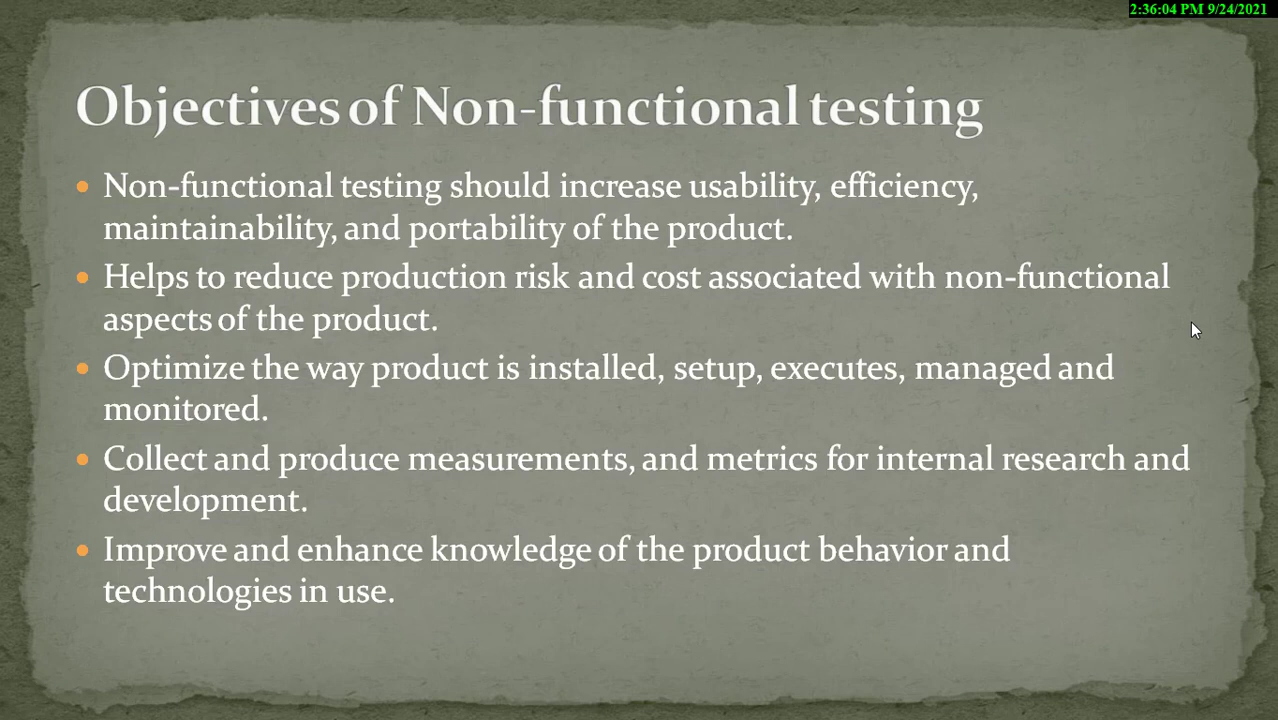 2:36:04 PM 9/24/2021
Objectives of Non-functional testing
• Non-functional testing should increase usability, efficiency,
maintainability, and portability of the product.
• Helps to reduce production risk and cost associated with non-functional
aspects of the product.
• Optimize the way product is installed, setup, executes, managed and
monitored.
• Collect and produce measurements, and metrics for internal research and
development.
• Improve and enhance knowledge of the product behavior and
technologies in use.